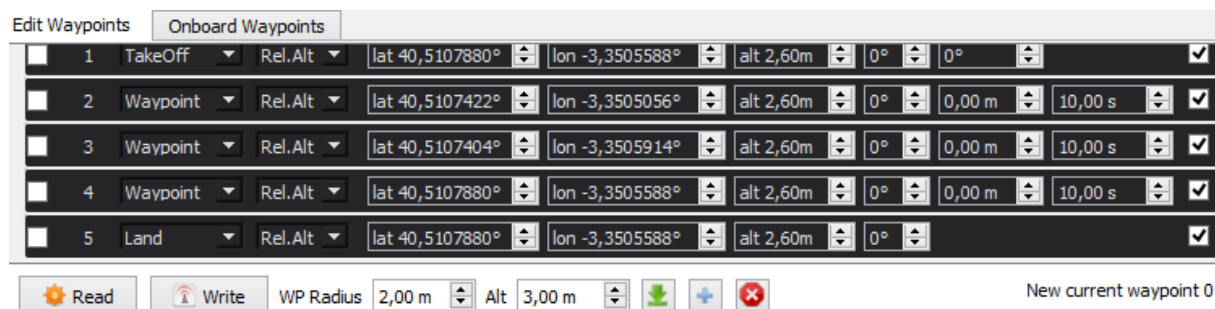 Edit Waypoints Onboard Waypoints
1 TakeOff Rel.Alt lat 40,5107880° lon -3,3505588° alt 2,60m 0° 0°
2 Waypoint Rel.Alt lat 40,5107422° lon -3,3505056° alt 2,60m 0° 0,00 m 10,00 s
3 Waypoint Rel.Alt lat 40,5107404° lon -3,3505914° alt 2,60m 0° 0,00 m 10,00 s
4 Waypoint Rel.Alt lat 40,5107880° lon -3,3505588° alt 2,60m 0° 0,00 m 10,00 s
5 Land Rel.Alt lat 40,5107880° lon -3,3505588° alt 2,60m 0°
Read Write WP Radius 2,00 m Alt 3,00 m New current waypoint 0